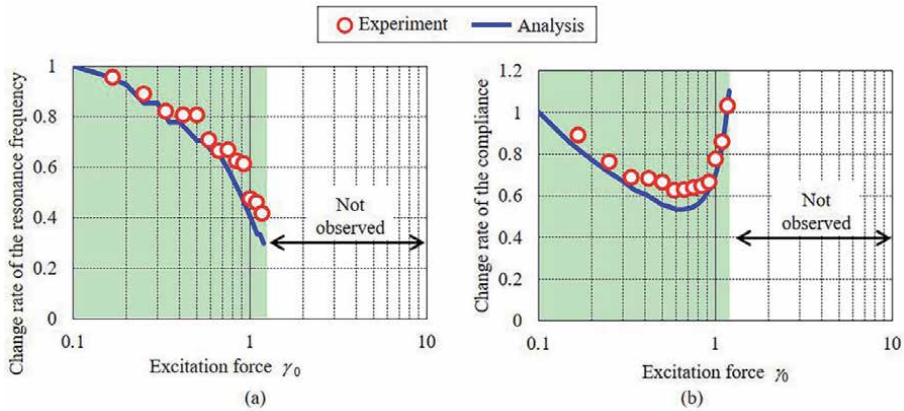 Experiment Analysis
Change rate of the resonance frequency
1
0.8
0.6
0.4
0.2
0
0.1 1 10
Not
observed
Excitation force γ0
(a)
Change rate of the compliance
1.2
1
0.8
0.6
0.4
0.2
0
0.1 1 10
Not
observed
Excitation force γ0
(b)